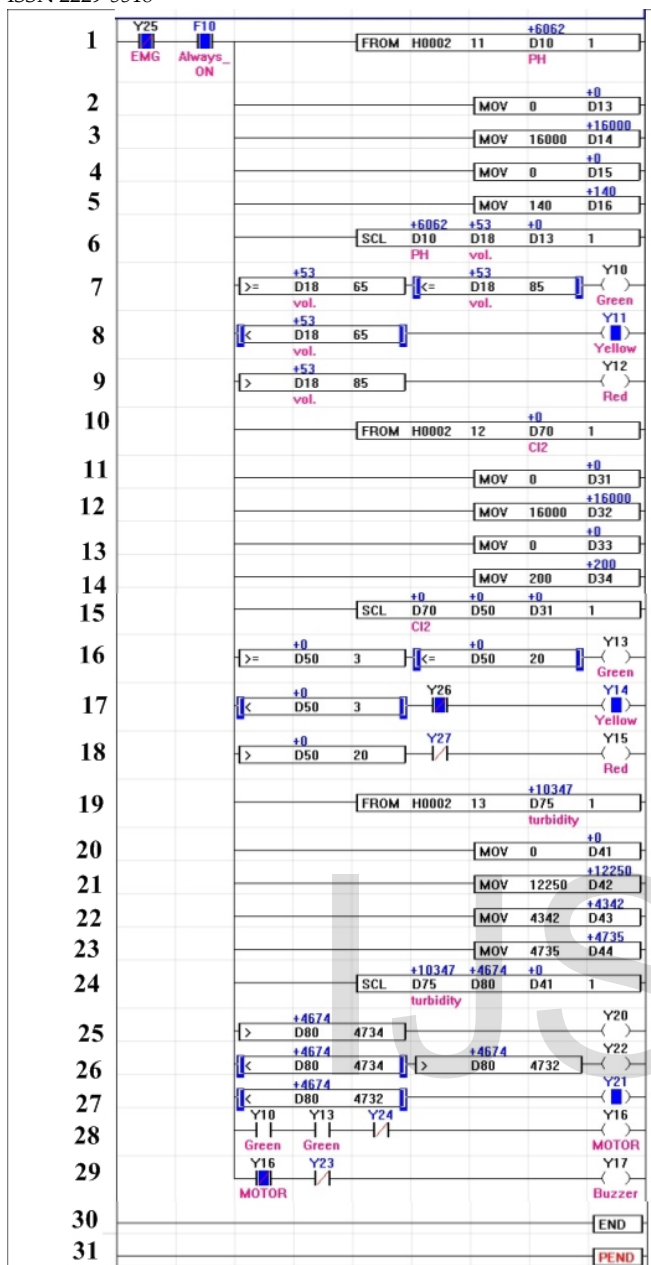 ISSN 2229-5518
Y25 F10 +6062
1 FROM H0002 11 D10 1
EMG Always_ PH
ON
+0
2 MOV 0 D13
+16000
3 MOV 16000 D14
+0
4 MOV 0 D15
+140
5 MOV 140 D16
+6062 +53 +0
6 SCL D10 D18 D13 1
PH vol.
+53 +53 Y10
7 >= D18 65 <= D18 85 ( )
vol. vol. Green
+53 Y11
8 < D18 65 ( )
vol. Yellow
+53 Y12
9 > D18 85 ( )
vol. Red
+0
10 FROM H0002 12 D70 1
Cl2
+0
11 MOV 0 D31
+16000
12 MOV 16000 D32
+0
13 MOV 0 D33
+200
14 MOV 200 D34
+0 +0 +0
15 SCL D70 D50 D31 1
Cl2
+0 +0 Y13
16 >= D50 3 <= D50 20 ( )
Green
+0 Y26 Y14
17 < D50 3 ( )
Yellow
+0 Y27 Y15
18 > D50 20 ( )
Red
+10347
19 FROM H0002 13 D75 1
turbidity
+0
20 MOV 0 D41
+12250
21 MOV 12250 D42
+4342
22 MOV 4342 D43
+4735
23 MOV 4735 D44
+10347 +4674 +0
24 SCL D75 D80 D41 1
turbidity
+4674 Y20
25 > D80 4734 ( )
+4674 +4674 Y22
26 < D80 4734 > D80 4732 ( )
+4674 Y21
27 < D80 4732 ( )
Y10 Y13 Y24 Y16
28 ( )
Green Green MOTOR
Y16 Y23 Y17
29 ( )
MOTOR Buzzer
30 END
31 PEND
IJS